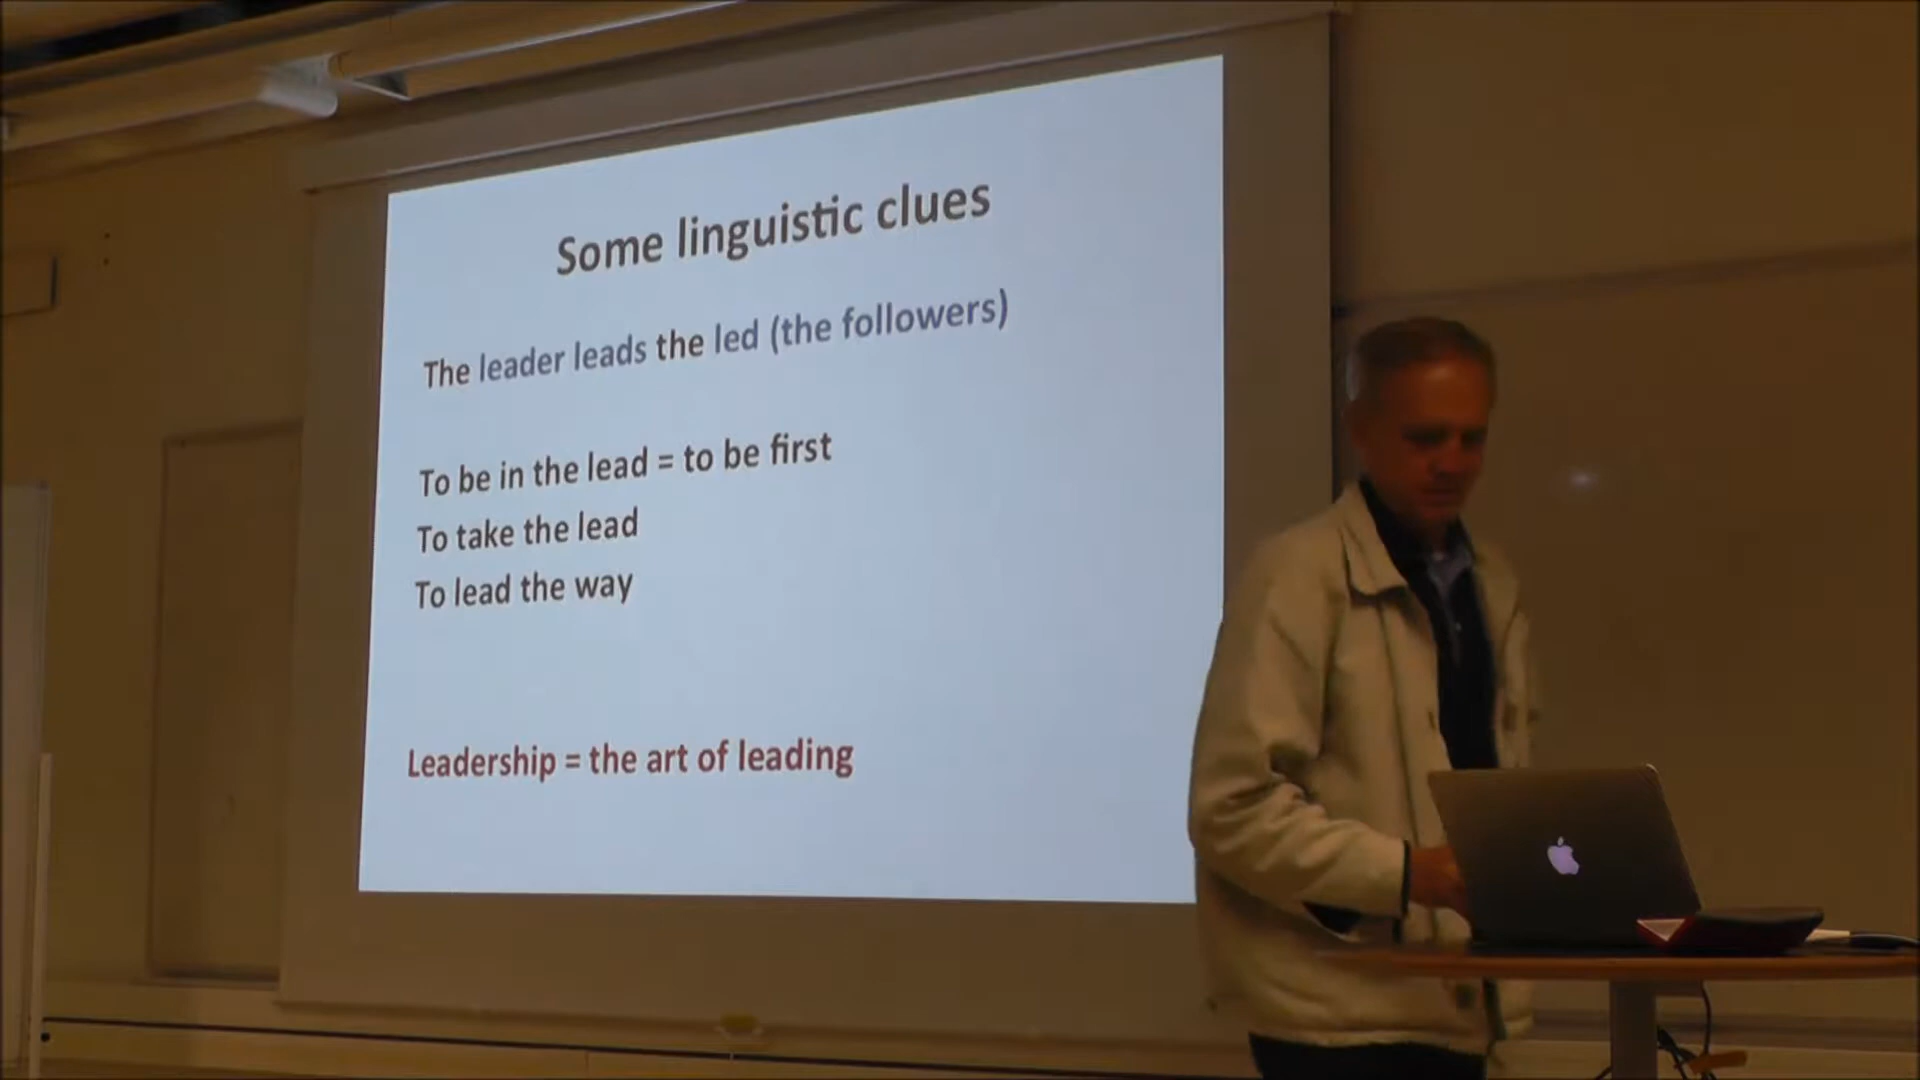 Some linguistic clues
The leader leads the led (the followers)
To be in the lead = to be first
To take the lead
To lead the way
Leadership = the art of leading